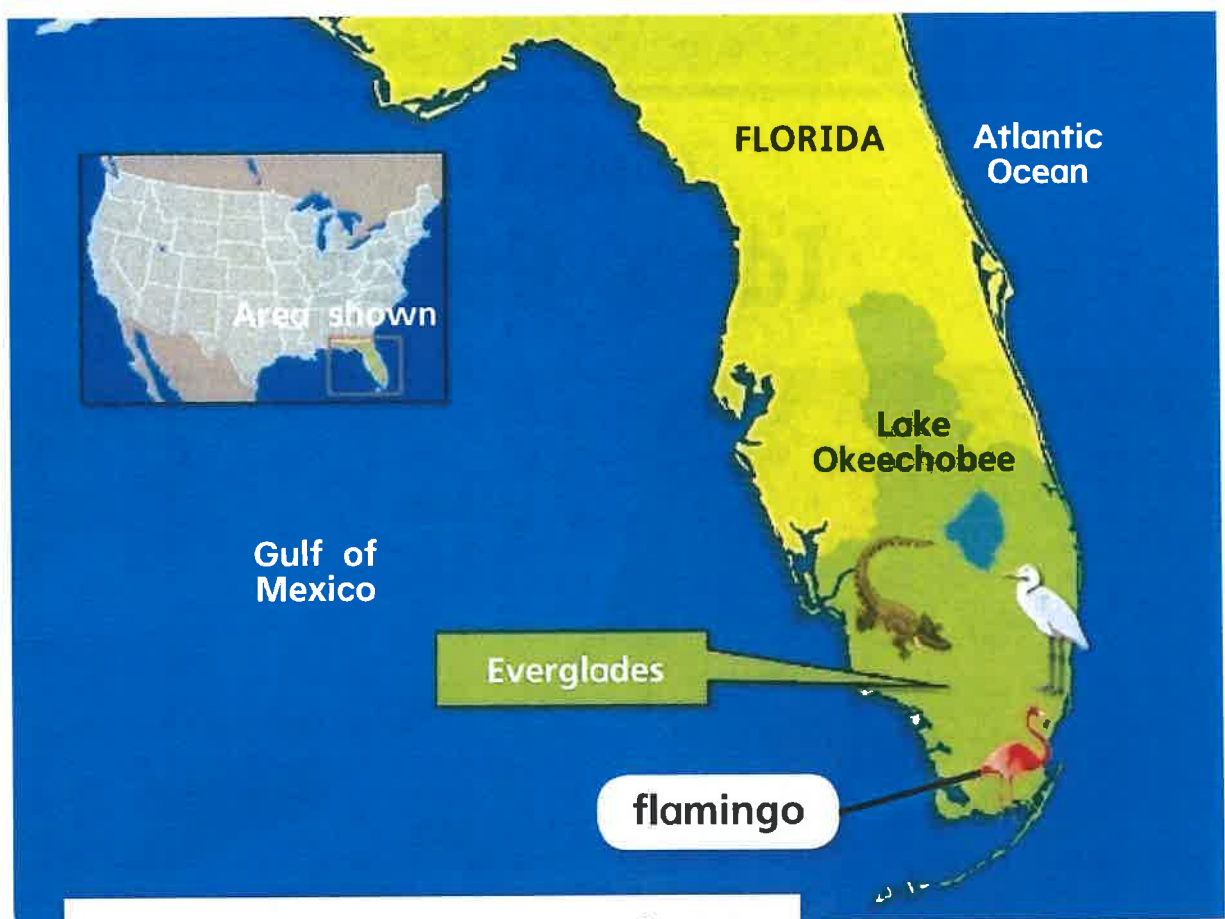 FLORIDA
Atlantic
Ocean
Area shown
Lake
Okeechobee
Gulf of
Mexico
Everglades
flamingo